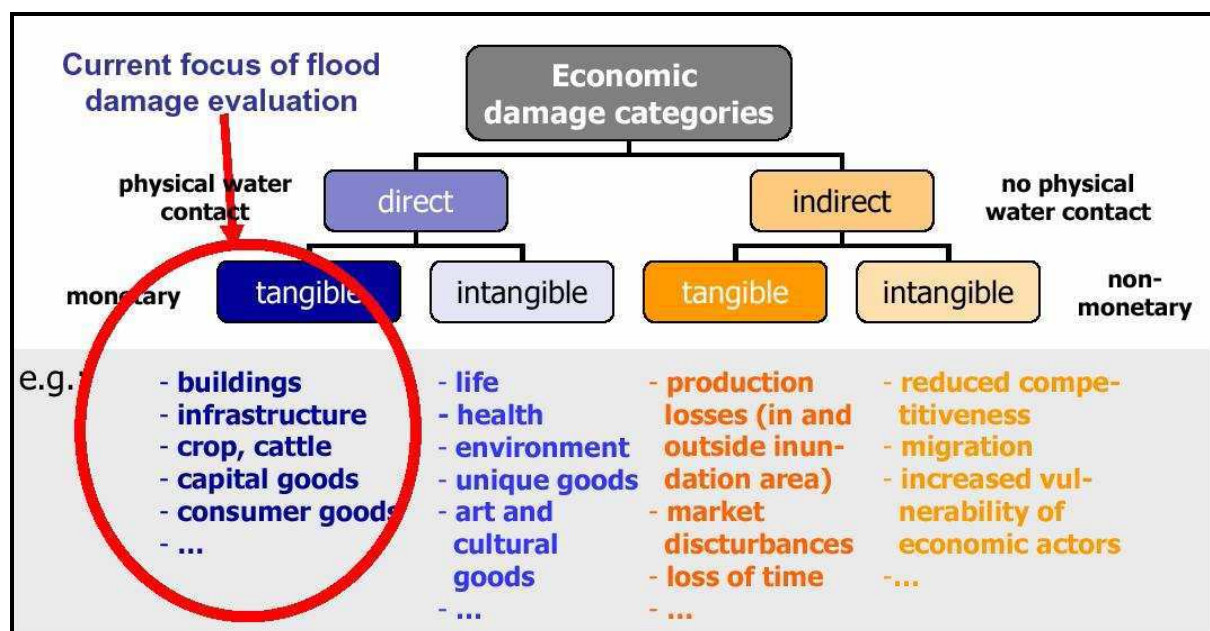 Current focus of flood
damage evaluation
Economic
damage categories
physical water
contact
direct
indirect
no physical
water contact
monetary
tangible
intangible
tangible
intangible
non-
monetary
e.g.:
- buildings
- infrastructure
- crop, cattle
- capital goods
- consumer goods
- ...
- life
- health
- environment
- unique goods
- art and
cultural
goods
- ...
- production
losses (in and
outside inun-
dation area)
- market
discturbances
- loss of time
- ...
- reduced compe-
titiveness
- migration
- increased vul-
nerability of
economic actors
-...